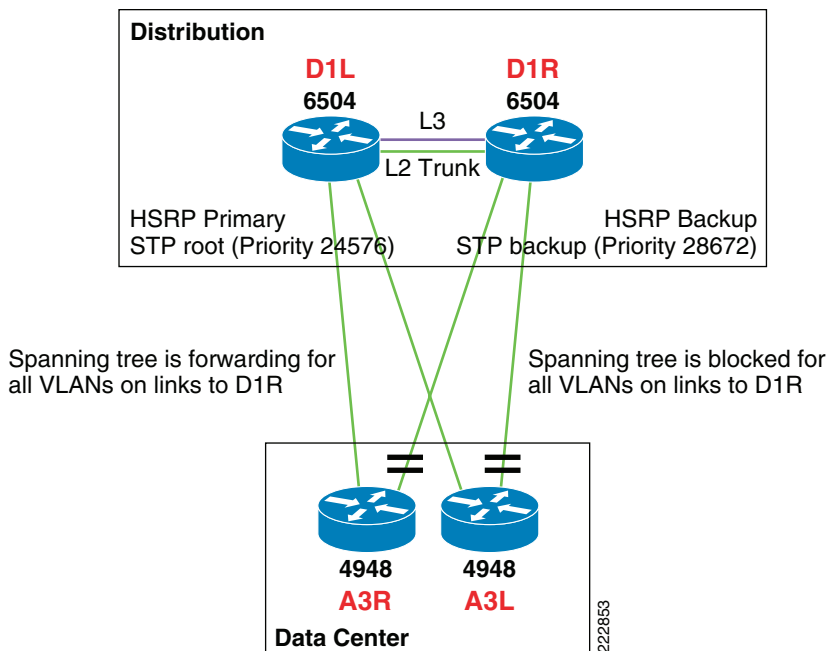 Distribution
D1L
6504
D1R
6504
L3
L2 Trunk
HSRP Primary
STP root (Priority 24576)
HSRP Backup
STP backup (Priority 28672)
Spanning tree is forwarding for
all VLANs on links to D1R
Spanning tree is blocked for
all VLANs on links to D1R
4948
A3R
4948
A3L
Data Center
222853